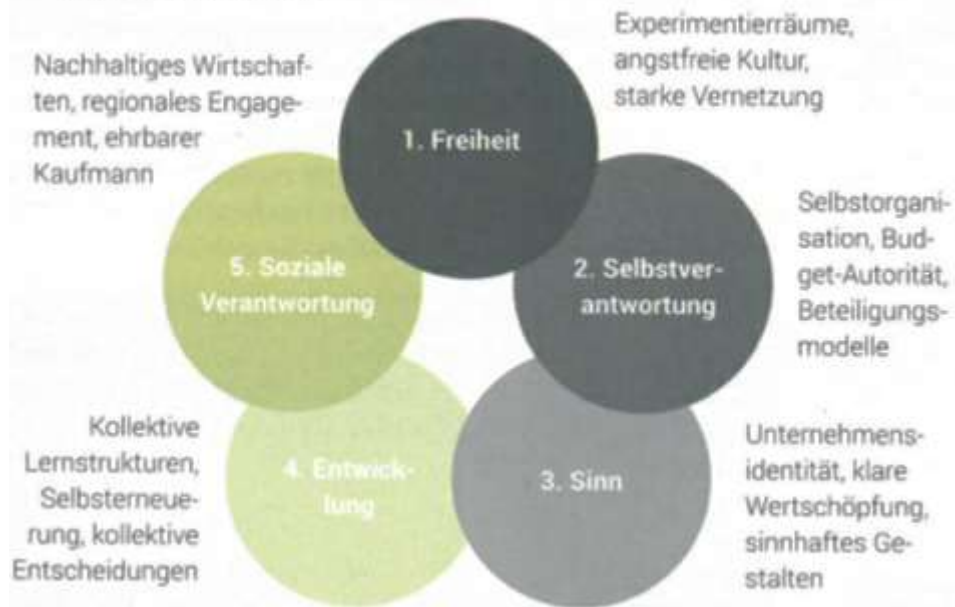 1. Freiheit
Experimentierräume,
angstfreie Kultur,
starke Vernetzung
2. Selbstver-
antwortung
Selbstorgani-
sation, Bud-
get-Autorität,
Beteiligungs-
modelle
3. Sinn
Unternehmens-
identität, klare
Wertschöpfung,
sinnhaftes Ge-
stalten
4. Entwick-
lung
Kollektive
Lernstrukturen,
Selbsterneue-
rung, kollektive
Entscheidungen
5. Soziale
Verantwortung
Nachhaltiges Wirtschaf-
ten, regionales Engage-
ment, ehrbarer
Kaufmann